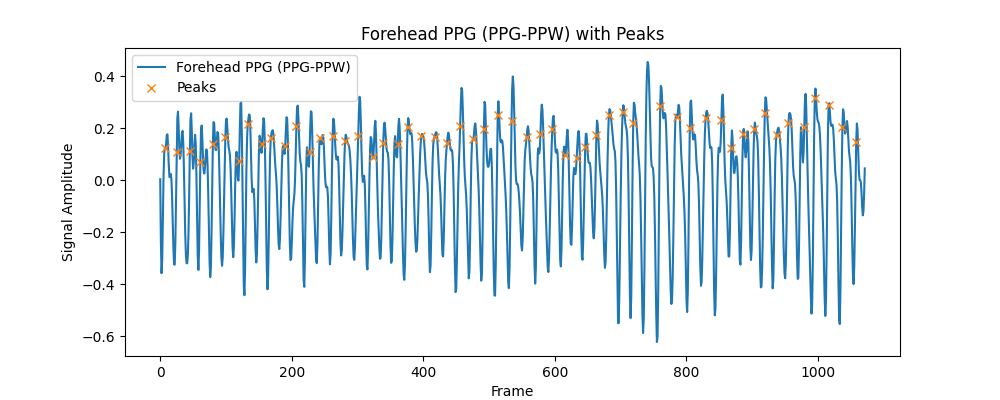 Forehead PPG (PPG-PPW) with Peaks
Forehead PPG (PPG-PPW)
Peaks
Signal Amplitude
0.4
0.2
0.0
−0.2
−0.4
−0.6
0 200 400 600 800 1000
Frame